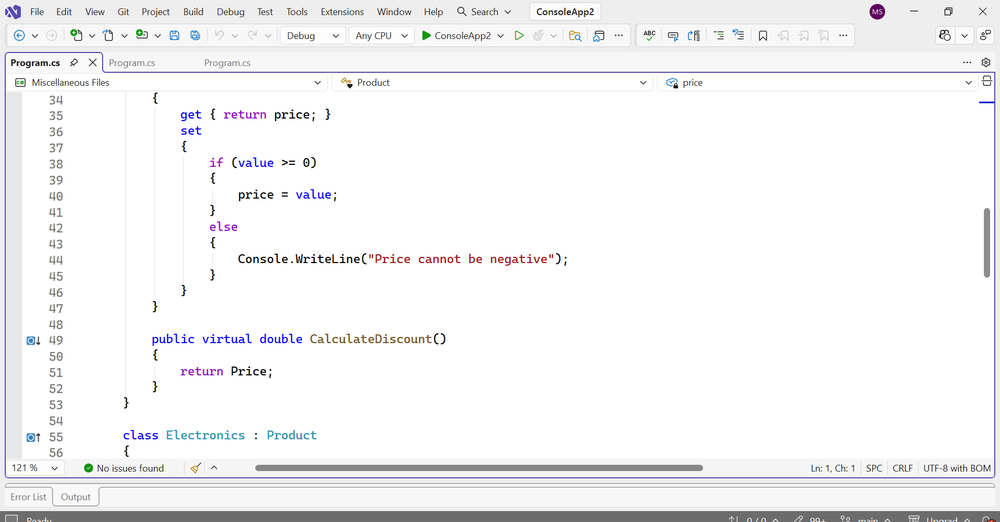 File Edit View Git Project Build Debug Test Tools Extensions Window Help Search ConsoleApp2 MS
Debug Any CPU ConsoleApp2 ABC
Program.cs Program.cs Program.cs
C# Miscellaneous Files Product price
34 {
35 get { return price; }
36 set
37 {
38 if (value >= 0)
39 {
40 price = value;
41 }
42 else
43 {
44 Console.WriteLine("Price cannot be negative");
45 }
46 }
47 }
48
49 public virtual double CalculateDiscount()
50 {
51 return Price;
52 }
53 }
54
55 class Electronics : Product
56 {
121 % No issues found Ln: 1, Ch: 1 SPC CRLF UTF-8 with BOM
Error List Output
Ready 0 / 0 99+ main Upgrad